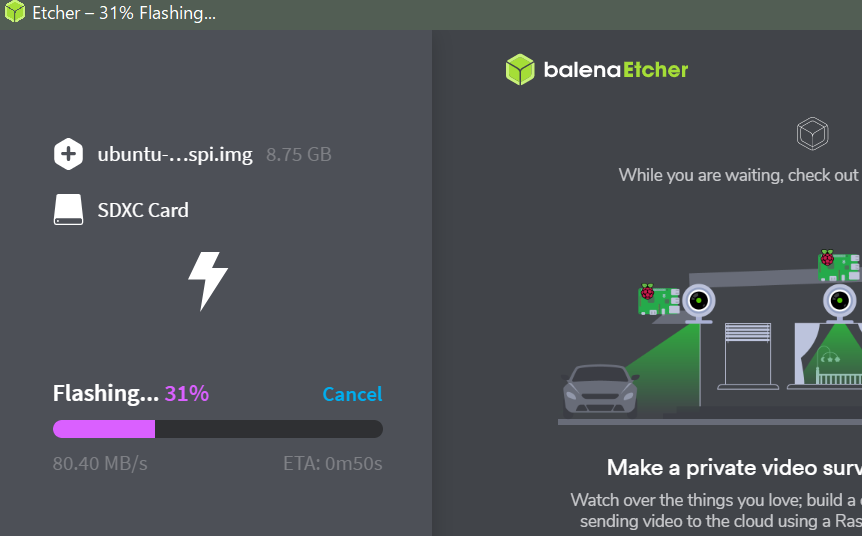 Etcher – 31% Flashing...
balenaEtcher
ubuntu-...spi.img 8.75 GB
While you are waiting, check out
SDXC Card
Flashing... 31% Cancel
80.40 MB/s ETA: 0m50s
Make a private video surv
Watch over the things you love; build a
sending video to the cloud using a Ras